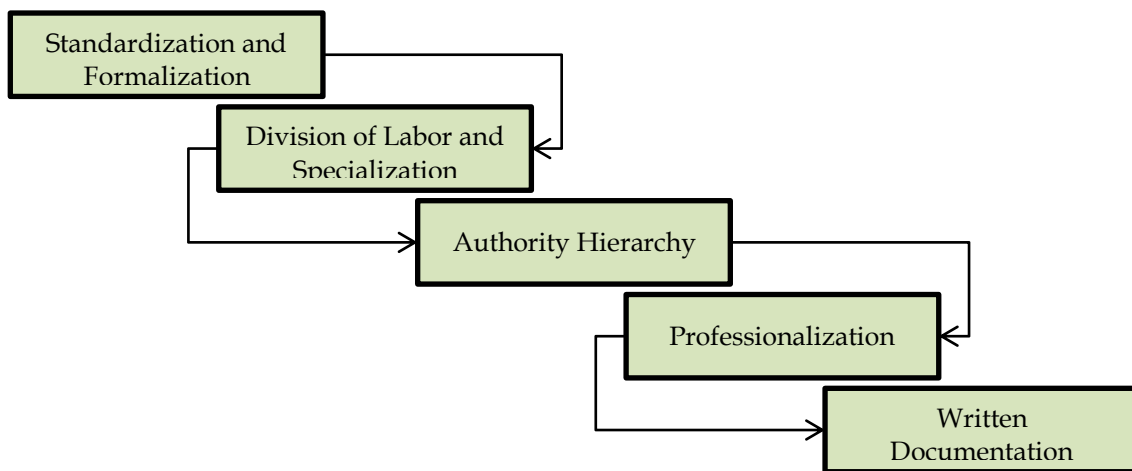 Standardization and
Formalization
Division of Labor and
Specialization
Authority Hierarchy
Professionalization
Written
Documentation